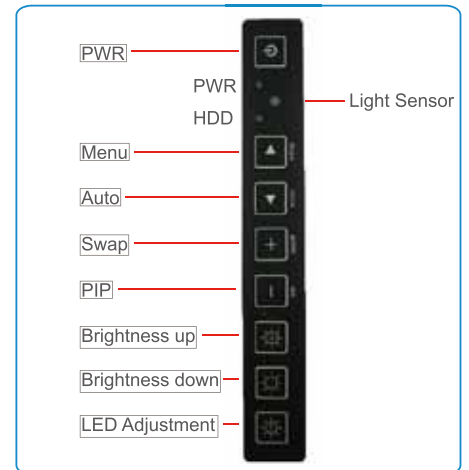 PWR
PWR
Light Sensor
HDD
Menu
Auto
Swap
PIP
Brightness up
Brightness down
LED Adjustment